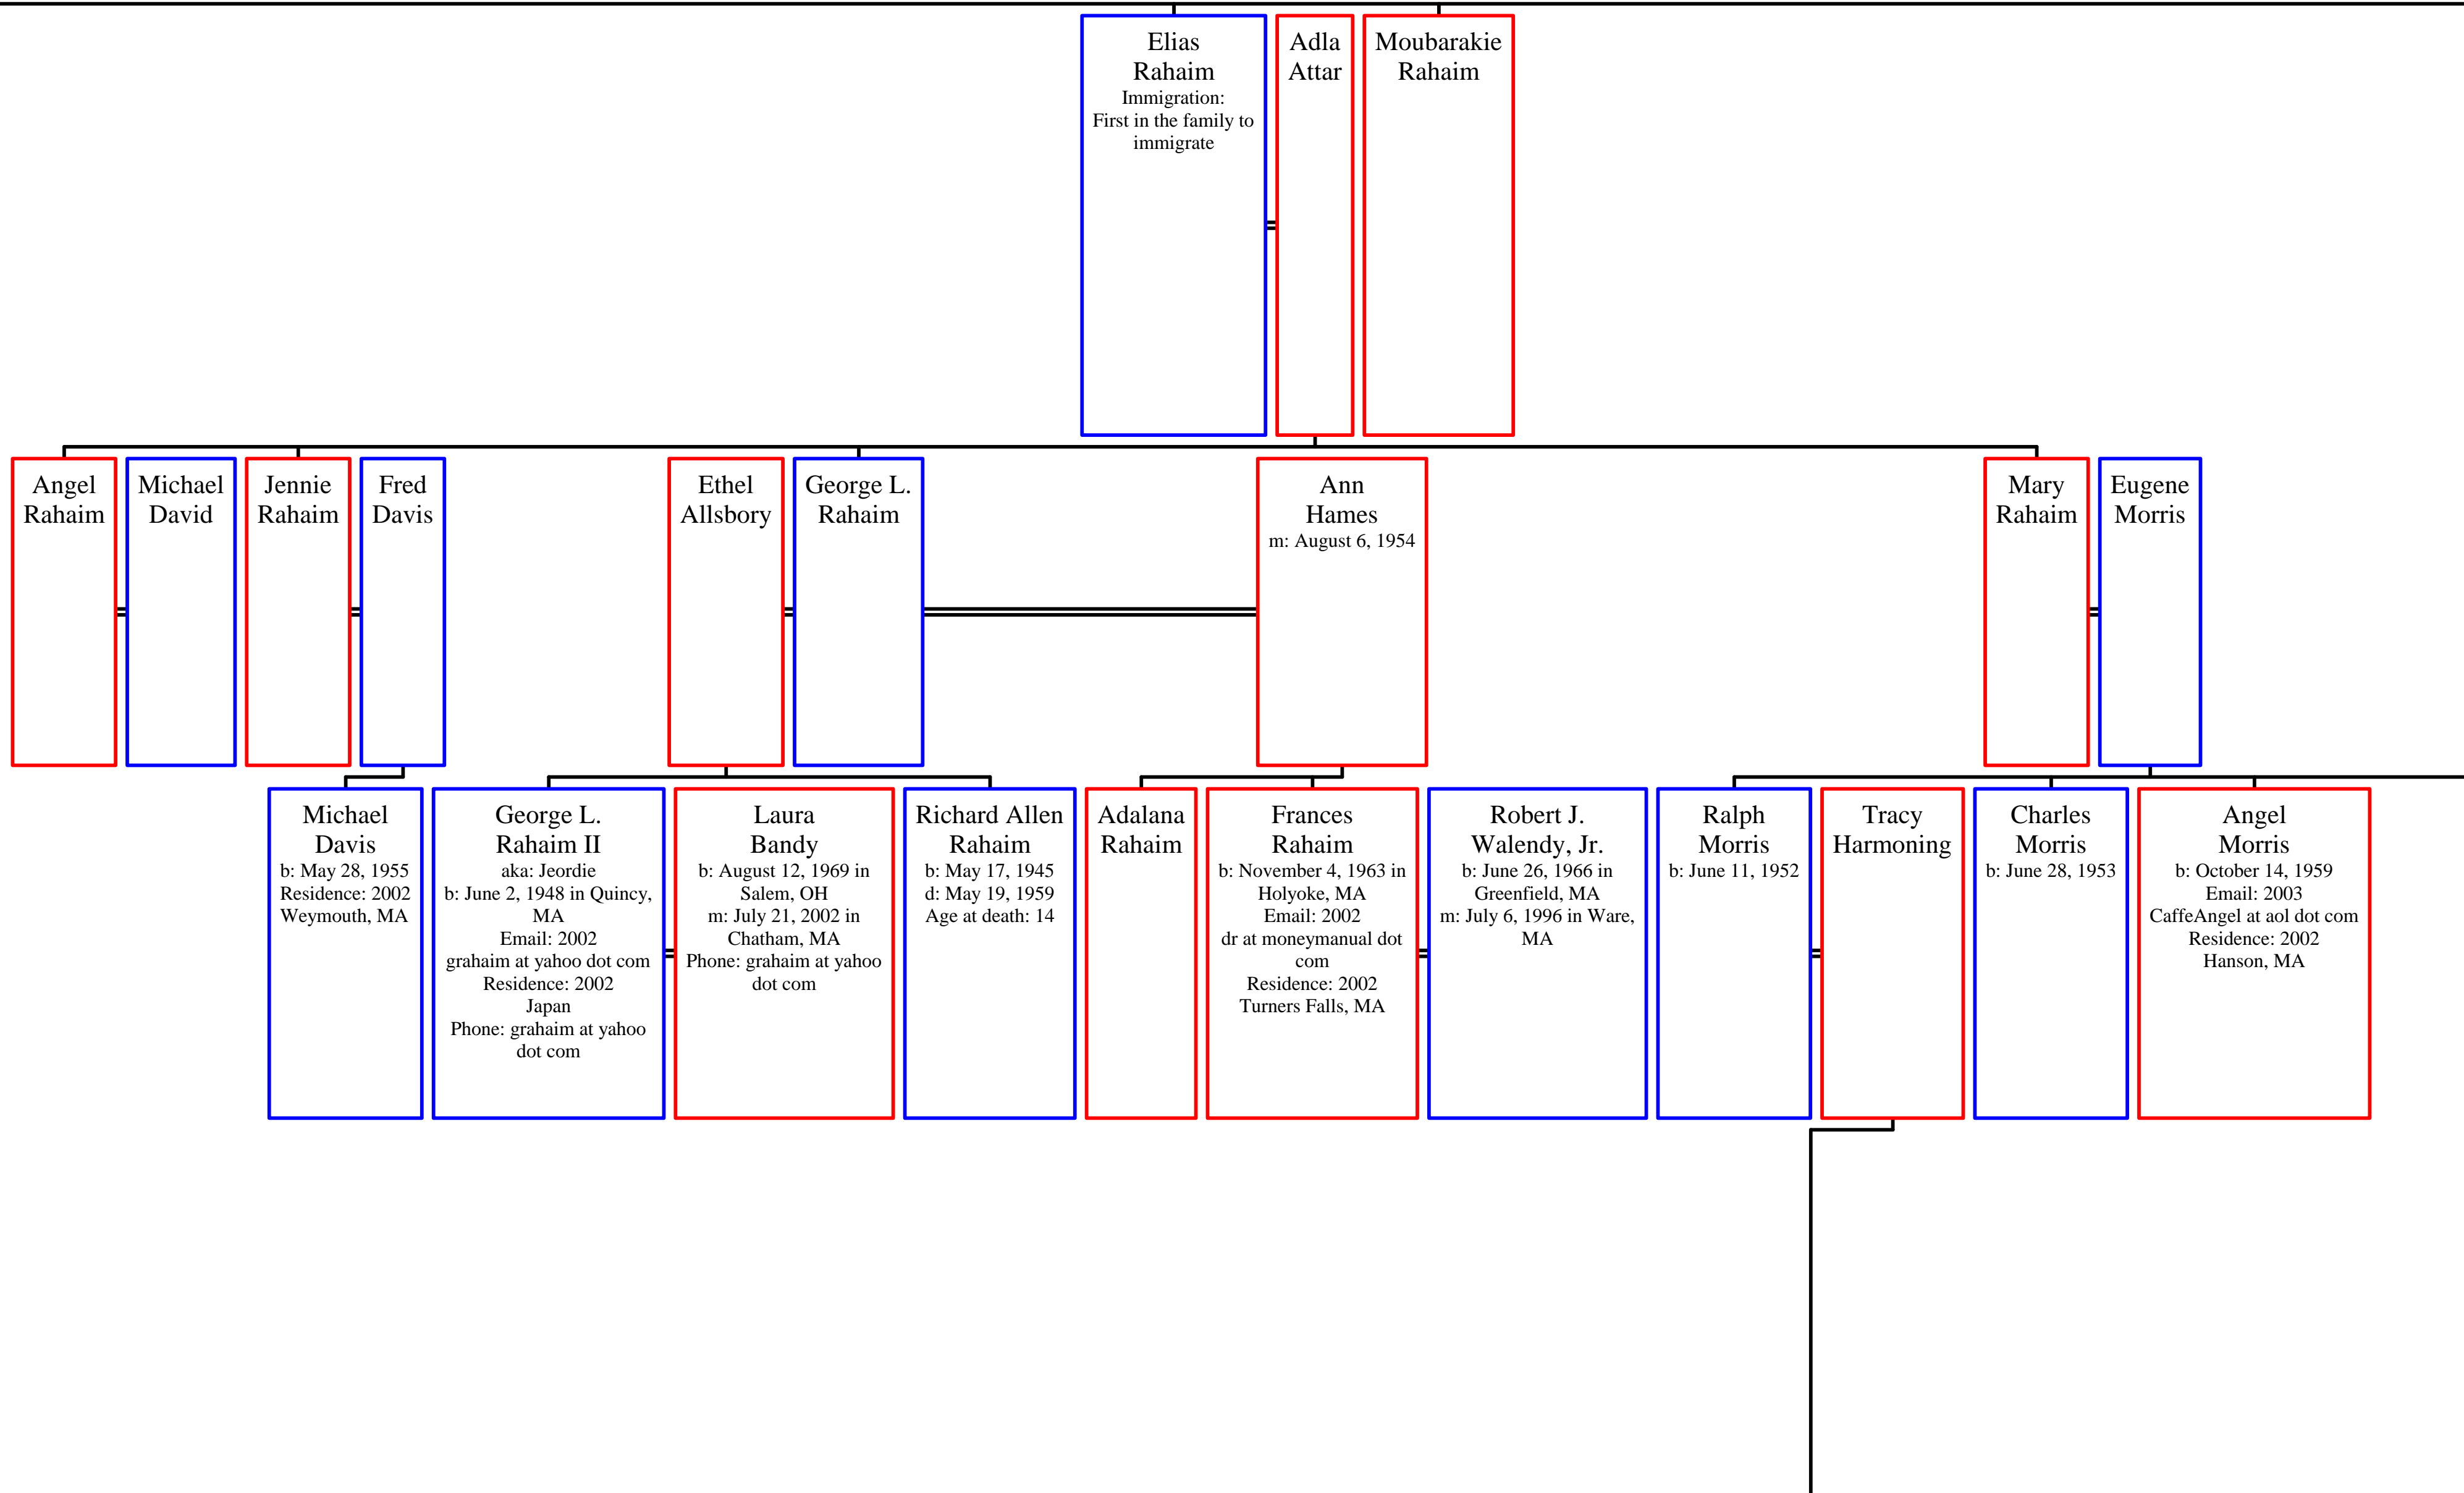 Elias
Rahaim
Immigration:
First in the family to
immigrate
Adla
Attar
Moubarakie
Rahaim
Angel
Rahaim
Michael
David
Jennie
Rahaim
Fred
Davis
Ethel
Allsbory
George L.
Rahaim
Ann
Hames
m: August 6, 1954
Mary
Rahaim
Eugene
Morris
Michael
Davis
b: May 28, 1955
Residence: 2002
Weymouth, MA
George L.
Rahaim II
aka: Jeordie
b: June 2, 1948 in Quincy,
MA
Email: 2002
grahaim at yahoo dot com
Residence: 2002
Japan
Phone: grahaim at yahoo
dot com
Laura
Bandy
b: August 12, 1969 in
Salem, OH
m: July 21, 2002 in
Chatham, MA
Phone: grahaim at yahoo
dot com
Richard Allen
Rahaim
b: May 17, 1945
d: May 19, 1959
Age at death: 14
Adalana
Rahaim
Frances
Rahaim
b: November 4, 1963 in
Holyoke, MA
Email: 2002
dr at moneymanual dot
com
Residence: 2002
Turners Falls, MA
Robert J.
Walendy, Jr.
b: June 26, 1966 in
Greenfield, MA
m: July 6, 1996 in Ware,
MA
Ralph
Morris
b: June 11, 1952
Tracy
Harmoning
Charles
Morris
b: June 28, 1953
Angel
Morris
b: October 14, 1959
Email: 2003
CaffeAngel at aol dot com
Residence: 2002
Hanson, MA